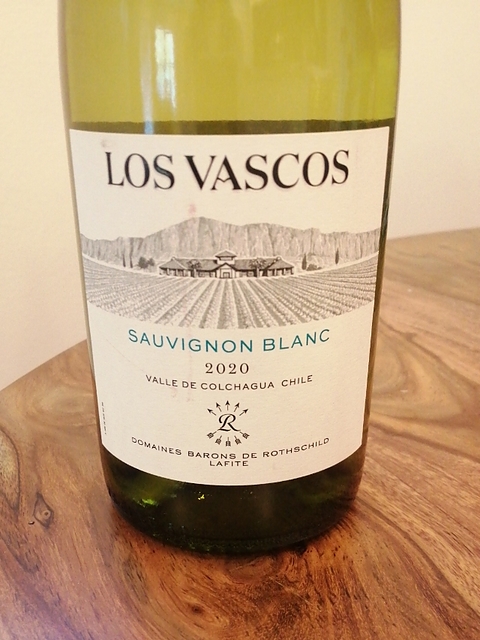 LOS VASCOS
SAUVIGNON BLANC
2020
VALLE DE COLCHAGUA CHILE
R
DOMAINES BARONS DE ROTHSCHILD
LAFITE